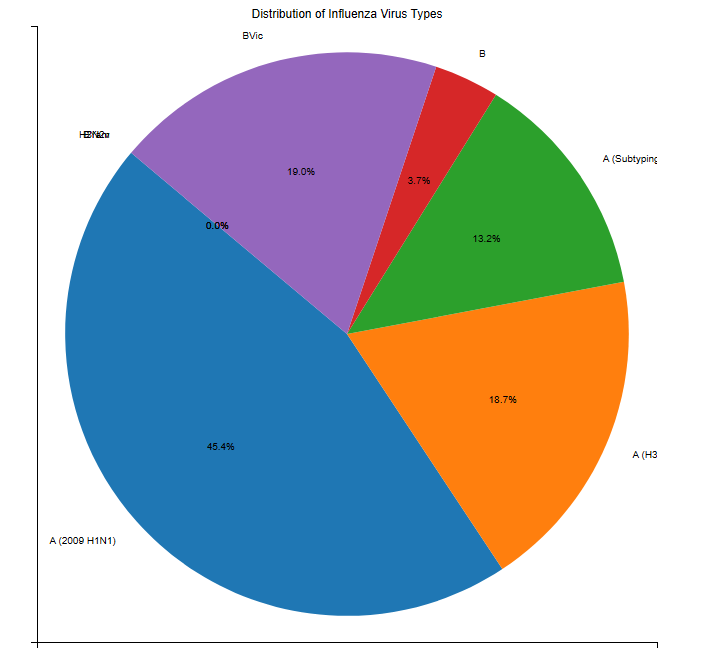 Distribution of Influenza Virus Types
BVic
B
A (Subtyping
19.0%
3.7%
0.0%
13.2%
18.7%
45.4%
A (H3
A (2009 H1N1)